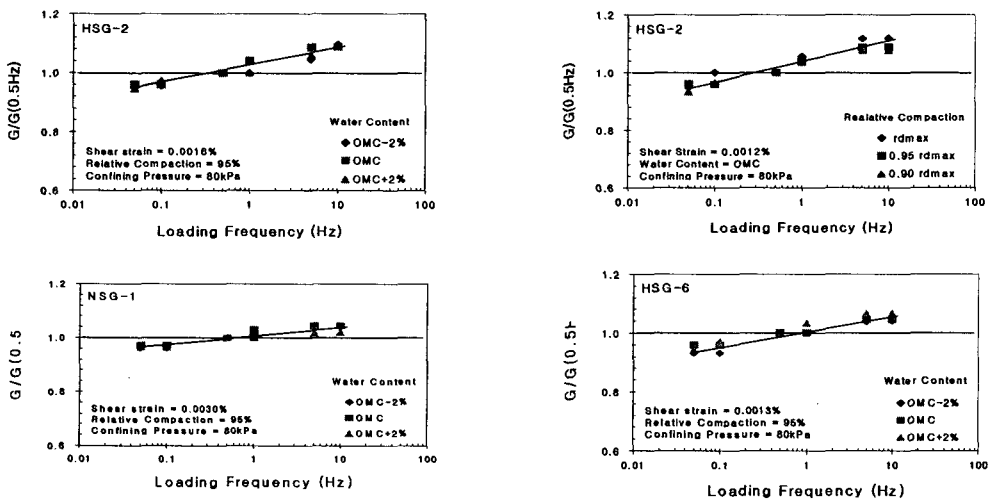 HSG-2
G/G(0.5Hz)
1.2
1.0
0.8
0.6
Water Content
OMC-2%
OMC
OMC+2%
Shear strain = 0.0016%
Relative Compaction = 95%
Confining Pressure = 80kPa
0.01 0.1 1 10 100
Loading Frequency (Hz)
HSG-2
G/G(0.5Hz)
1.2
1.0
0.8
0.6
Realative Compaction
rdmax
0.95 rdmax
0.90 rdmax
Shear Strain = 0.0012%
Water Content = OMC
Confining Pressure = 80kPa
0.01 0.1 1 10 100
Loading Frequency (Hz)
NSG-1
G/G(0.5
1.2
1.0
0.8
0.6
Water Content
OMC-2%
OMC
OMC+2%
Shear strain = 0.0030%
Relative Compaction = 95%
Confining Pressure = 80kPa
0.01 0.1 1 10 100
Loading Frequency (Hz)
HSG-6
G/G(0.5
1.2
1.0
0.8
0.6
Water Content
OMC-2%
OMC
OMC+2%
Shear strain = 0.0013%
Relative Compaction = 95%
Confining Pressure = 80kPa
0.01 0.1 1 10 100
Loading Frequency (Hz)